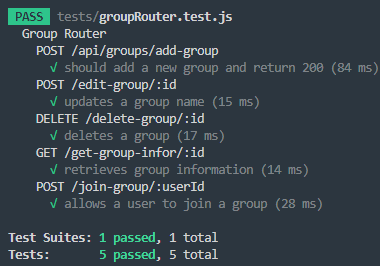 PASS tests/groupRouter.test.js
Group Router
POST /api/groups/add-group
√ should add a new group and return 200 (84 ms)
POST /edit-group/:id
√ updates a group name (15 ms)
DELETE /delete-group/:id
√ deletes a group (17 ms)
GET /get-group-infor/:id
√ retrieves group information (14 ms)
POST /join-group/:userId
√ allows a user to join a group (28 ms)
Test Suites: 1 passed, 1 total
Tests: 5 passed, 5 total